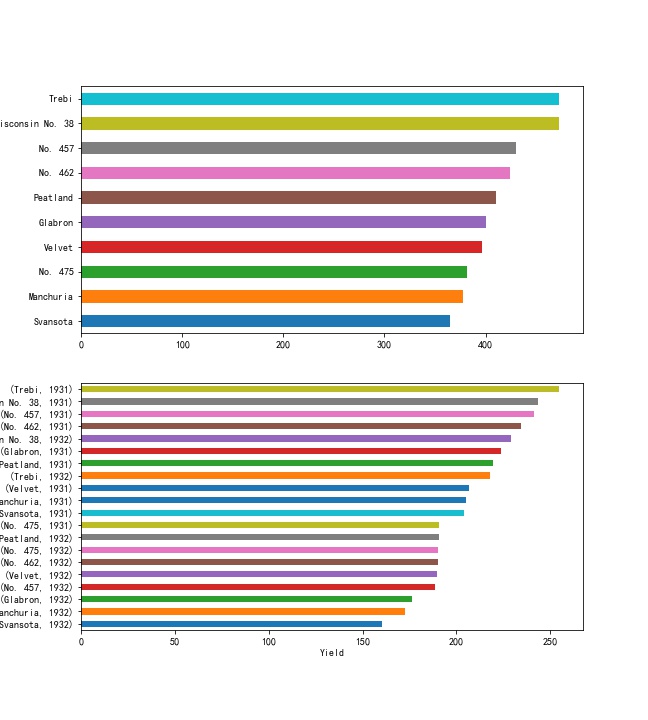 Trebi
isconsin No. 38
No. 457
No. 462
Peatland
Glabron
Velvet
No. 475
Manchuria
Svansota
0 100 200 300 400
(Trebi, 1931)
n No. 38, 1931)
(No. 457, 1931)
(No. 462, 1931)
n No. 38, 1932)
(Glabron, 1931)
Peatland, 1931)
(Trebi, 1932)
(Velvet, 1931)
anchuria, 1931)
Svansota, 1931)
(No. 475, 1931)
Peatland, 1932)
(No. 475, 1932)
(No. 462, 1932)
(Velvet, 1932)
(No. 457, 1932)
(Glabron, 1932)
anchuria, 1932)
Svansota, 1932)
0 50 100 150 200 250
Yield